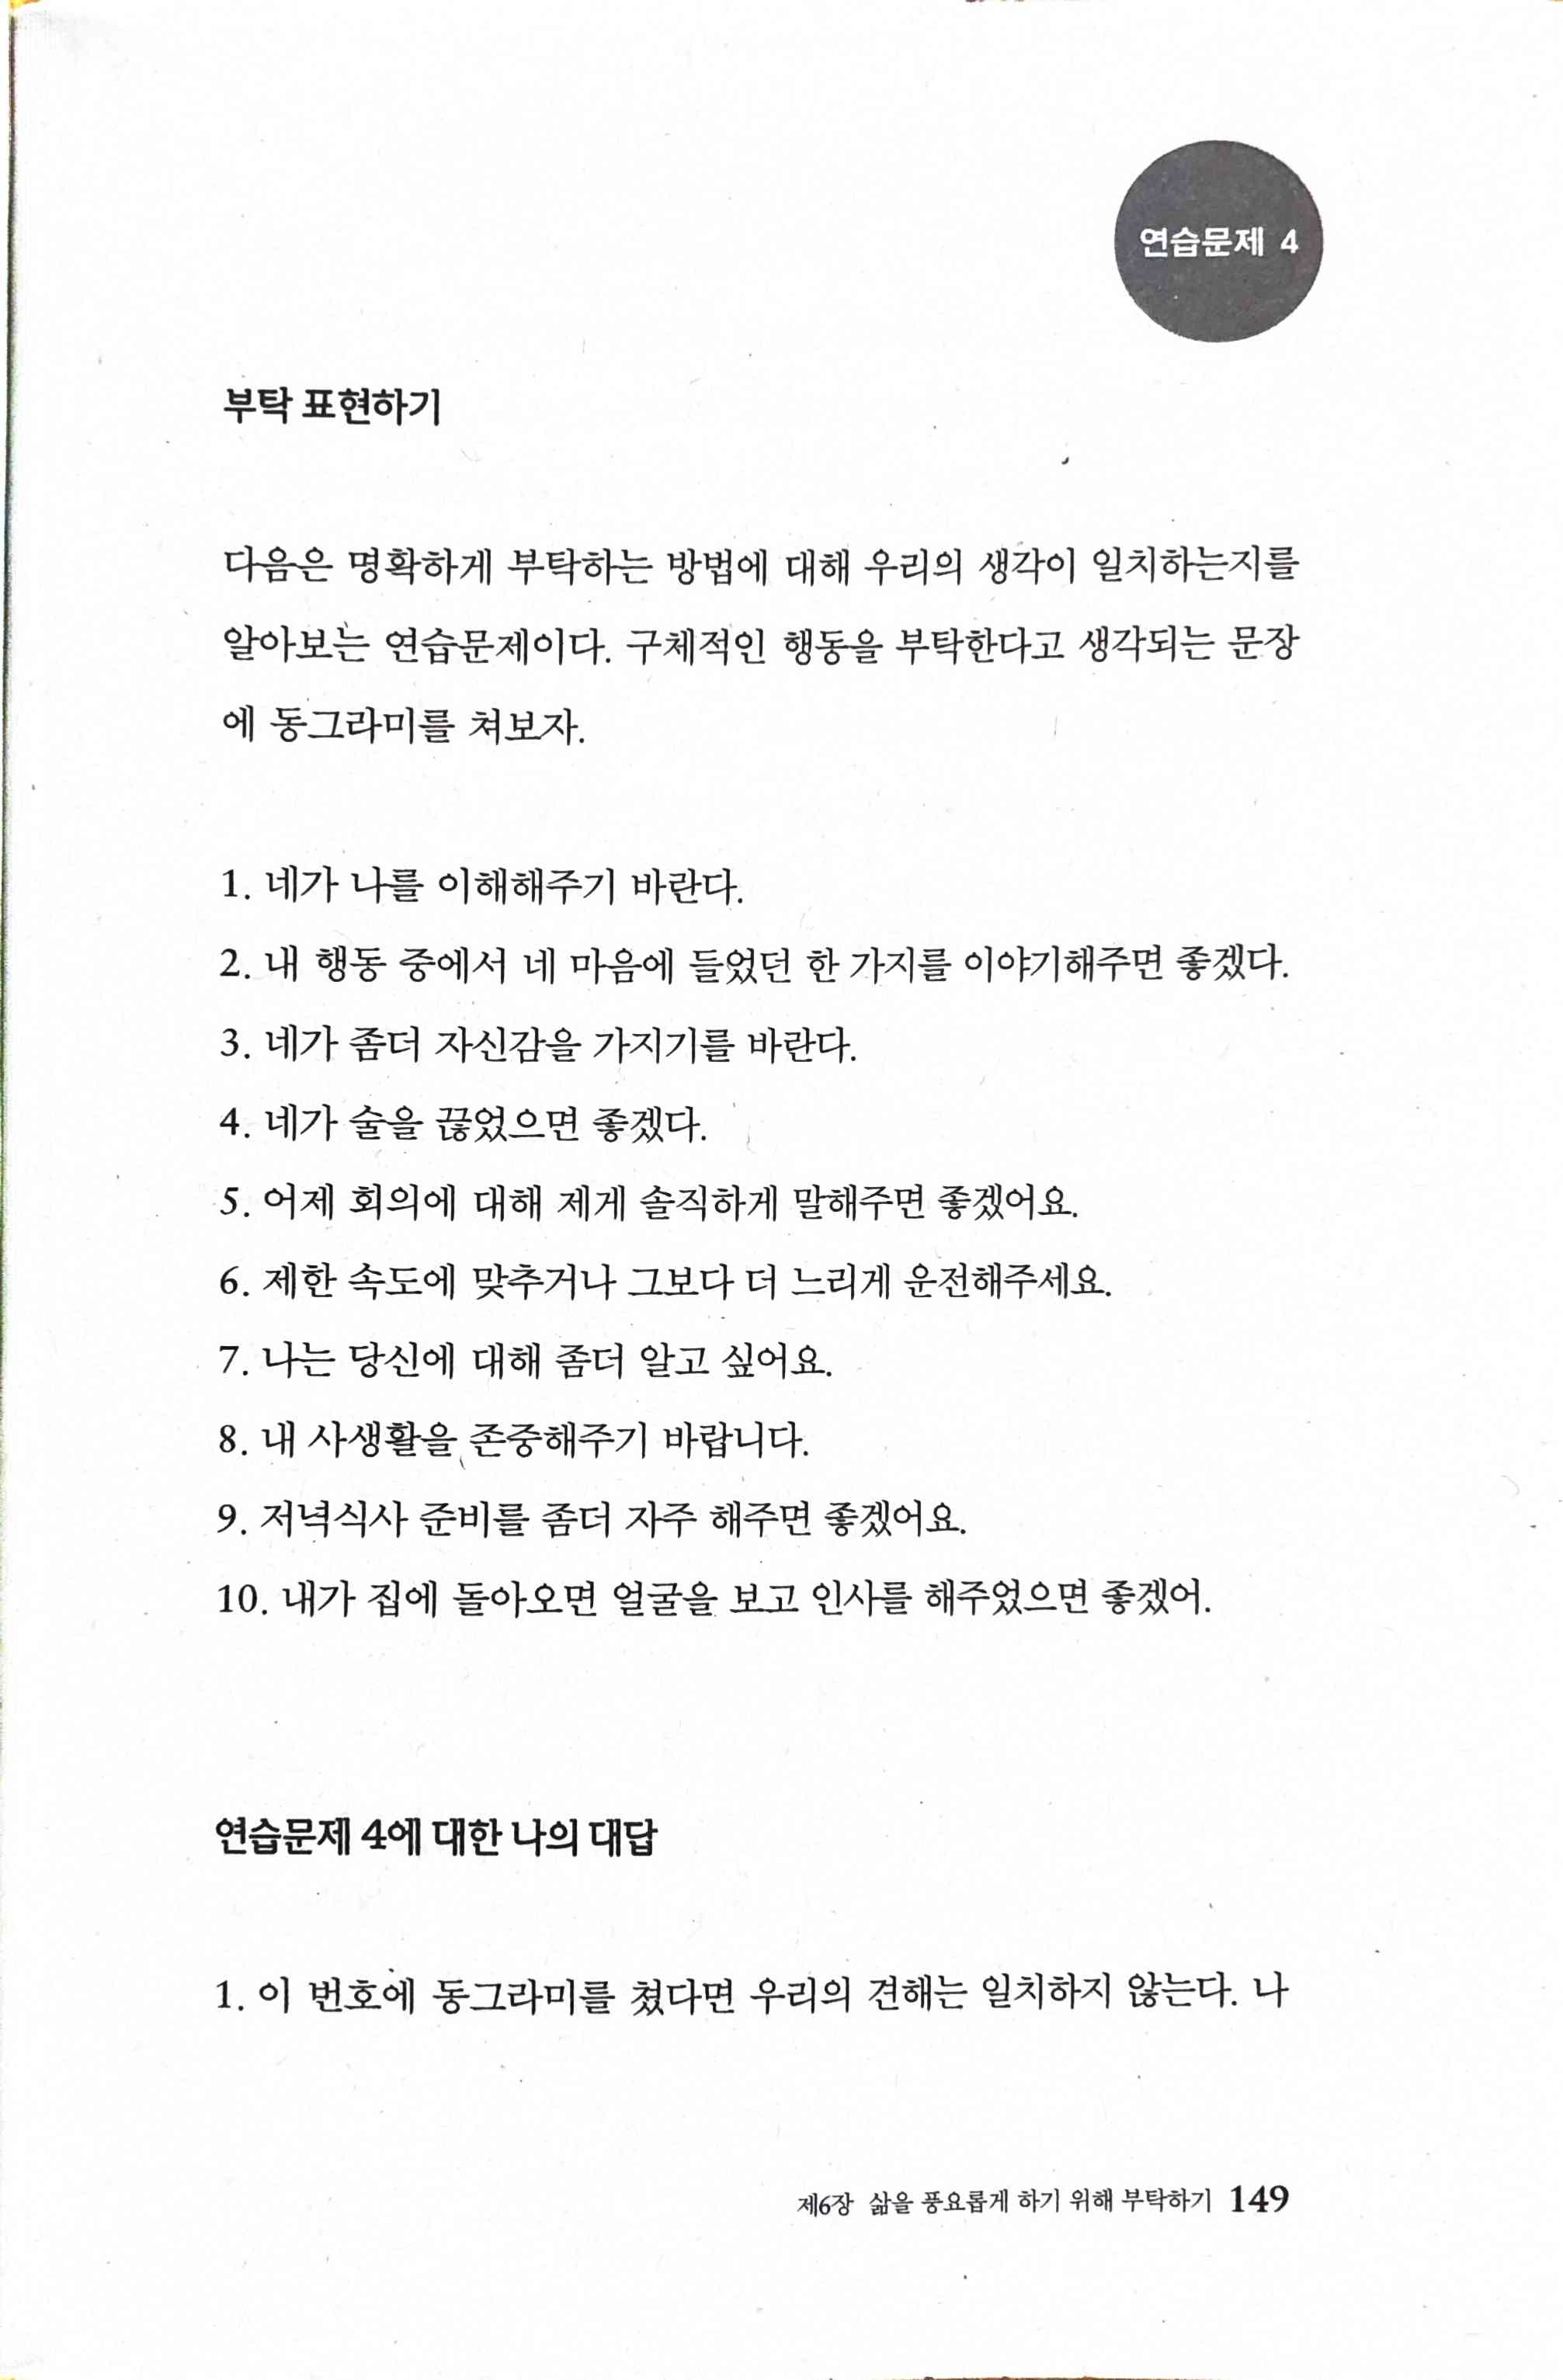 연습문제 4
부탁 표현하기
다음은 명확하게 부탁하는 방법에 대해 우리의 생각이 일치하는지를
알아보는 연습문제이다. 구체적인 행동을 부탁한다고 생각되는 문장
에 동그라미를 쳐보자.
1. 네가 나를 이해해주기 바란다.
2. 내 행동 중에서 네 마음에 들었던 한 가지를 이야기해주면 좋겠다.
3. 네가 좀더 자신감을 가지기를 바란다.
4. 네가 술을 끊었으면 좋겠다.
5. 어제 회의에 대해 제게 솔직하게 말해주면 좋겠어요.
6. 제한 속도에 맞추거나 그보다 더 느리게 운전해주세요.
7. 나는 당신에 대해 좀더 알고 싶어요.
8. 내 사생활을 존중해주기 바랍니다.
9. 저녁식사 준비를 좀더 자주 해주면 좋겠어요.
10. 내가 집에 돌아오면 얼굴을 보고 인사를 해주었으면 좋겠어.
연습문제 4에 대한 나의 대답
1. 이 번호에 동그라미를 쳤다면 우리의 견해는 일치하지 않는다. 나
제6장 삶을 풍요롭게 하기 위해 부탁하기 149